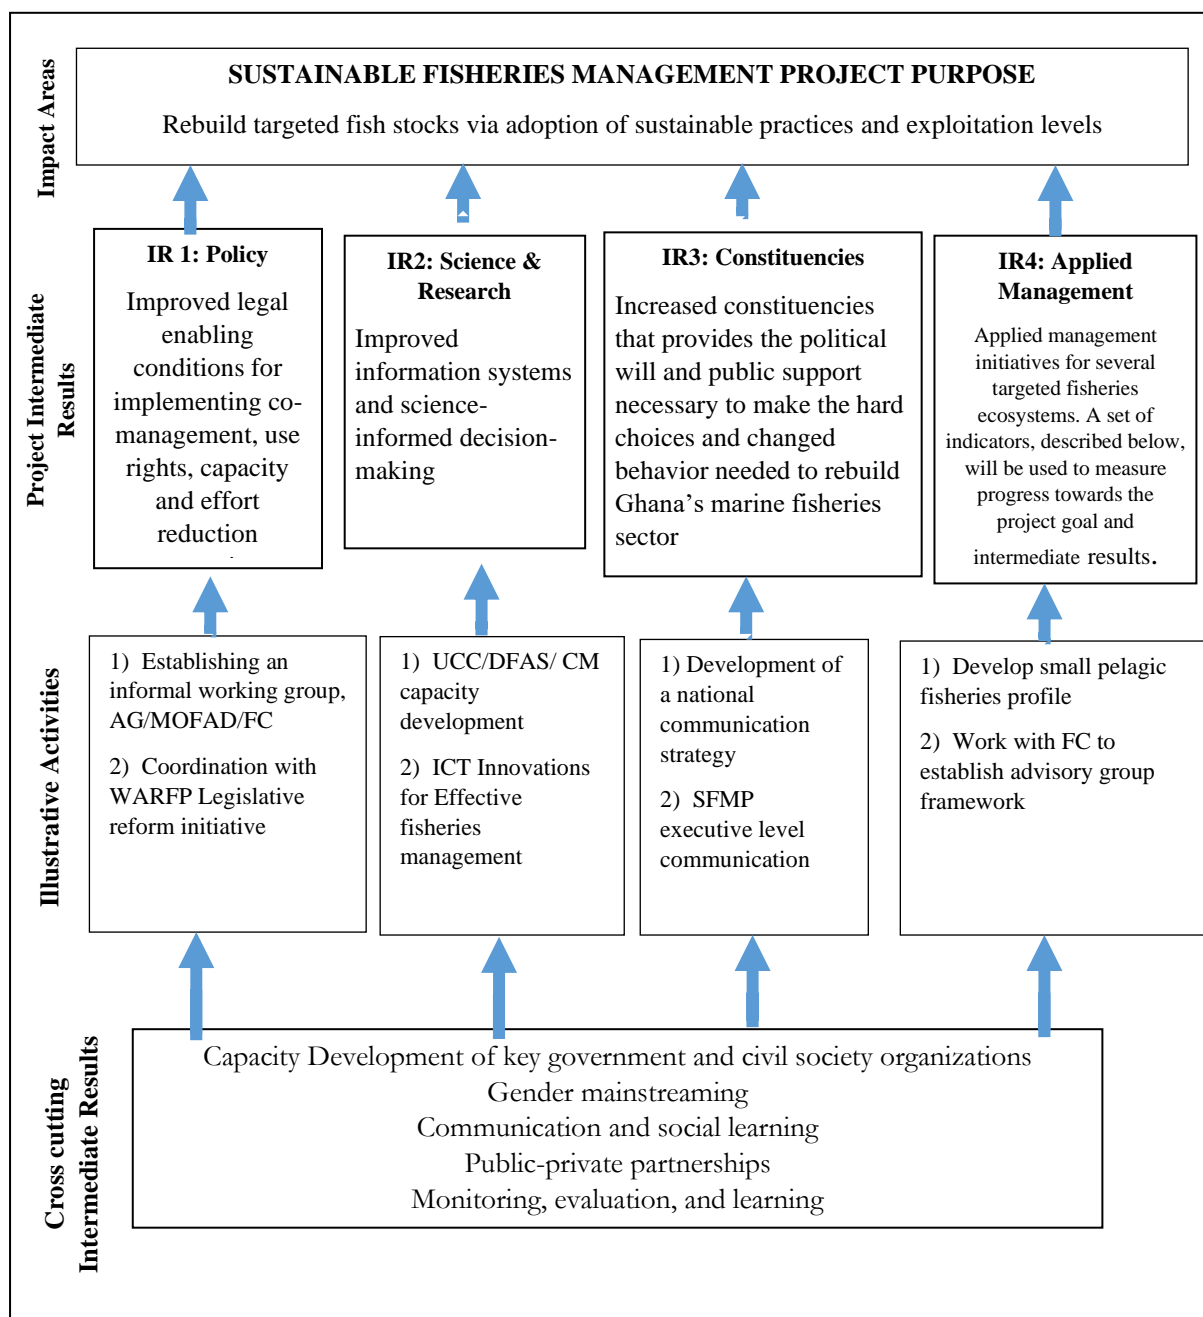 Impact Areas
SUSTAINABLE FISHERIES MANAGEMENT PROJECT PURPOSE
Rebuild targeted fish stocks via adoption of sustainable practices and exploitation levels
Project Intermediate
Results
IR 1: Policy
Improved legal
enabling
conditions for
implementing co-
management, use
rights, capacity
and effort
reduction
IR2: Science &
Research
Improved
information systems
and science-
informed decision-
making
IR3: Constituencies
Increased constituencies
that provides the political
will and public support
necessary to make the hard
choices and changed
behavior needed to rebuild
Ghana’s marine fisheries
sector
IR4: Applied
Management
Applied management
initiatives for several
targeted fisheries
ecosystems. A set of
indicators, described below,
will be used to measure
progress towards the
project goal and
intermediate results.
Illustrative Activities
1) Establishing an
informal working group,
AG/MOFAD/FC
2) Coordination with
WARFP Legislative
reform initiative
1) UCC/DFAS/ CM
capacity
development
2) ICT Innovations
for Effective
fisheries
management
1) Development of
a national
communication
strategy
2) SFMP
executive level
communication
1) Develop small pelagic
fisheries profile
2) Work with FC to
establish advisory group
framework
Cross cutting
Intermediate Results
Capacity Development of key government and civil society organizations
Gender mainstreaming
Communication and social learning
Public-private partnerships
Monitoring, evaluation, and learning